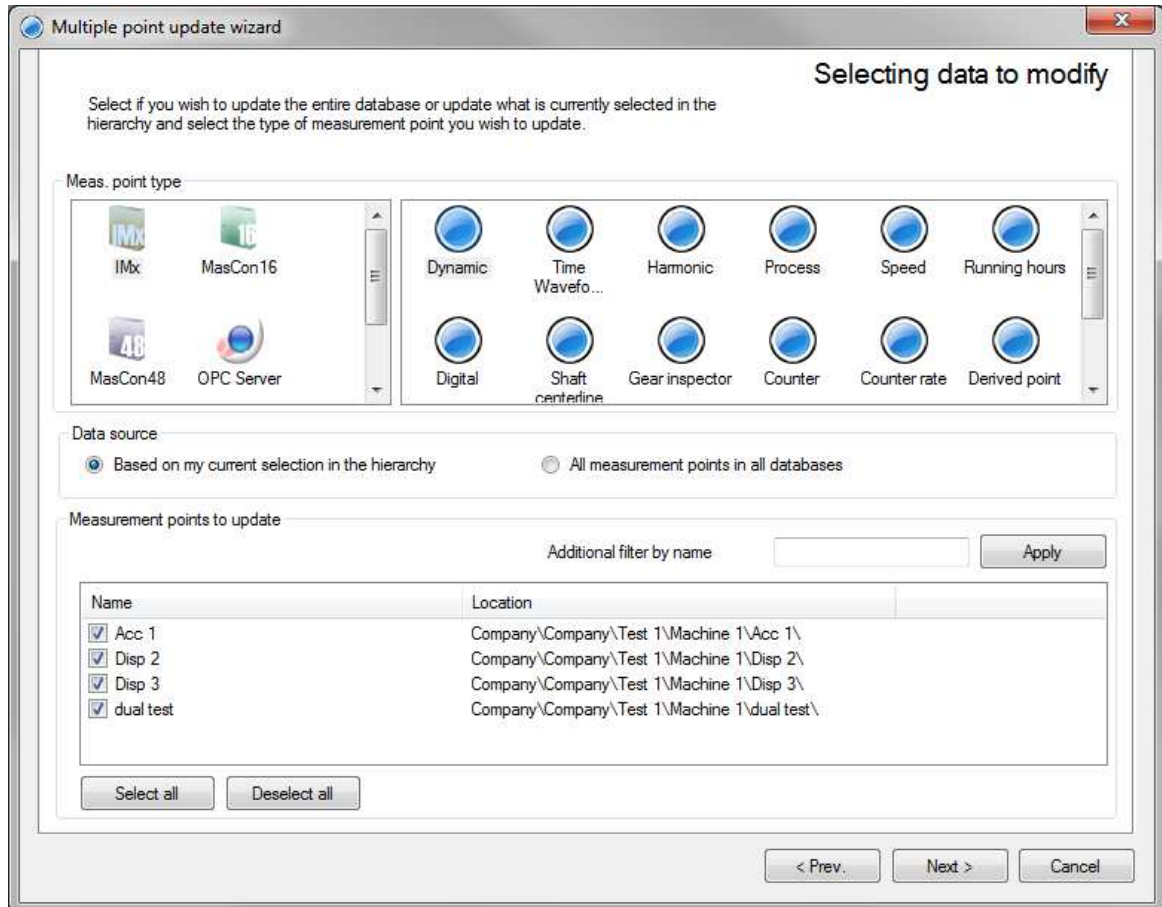 Multiple point update wizard
Selecting data to modify
Select if you wish to update the entire database or update what is currently selected in the
hierarchy and select the type of measurement point you wish to update.
Meas. point type
IMx
16
IMx
MasCon16
48
MasCon48
OPC Server
Dynamic
Time
Wavefo...
Harmonic
Process
Speed
Running hours
Digital
Shaft
centerline
Gear inspector
Counter
Counter rate
Derived point
Data source
Based on my current selection in the hierarchy
All measurement points in all databases
Measurement points to update
Additional filter by name
Apply
Name Location
Acc 1 Company\Company\Test 1\Machine 1\Acc 1\
Disp 2 Company\Company\Test 1\Machine 1\Disp 2\
Disp 3 Company\Company\Test 1\Machine 1\Disp 3\
dual test Company\Company\Test 1\Machine 1\dual test\
Select all
Deselect all
< Prev.
Next >
Cancel